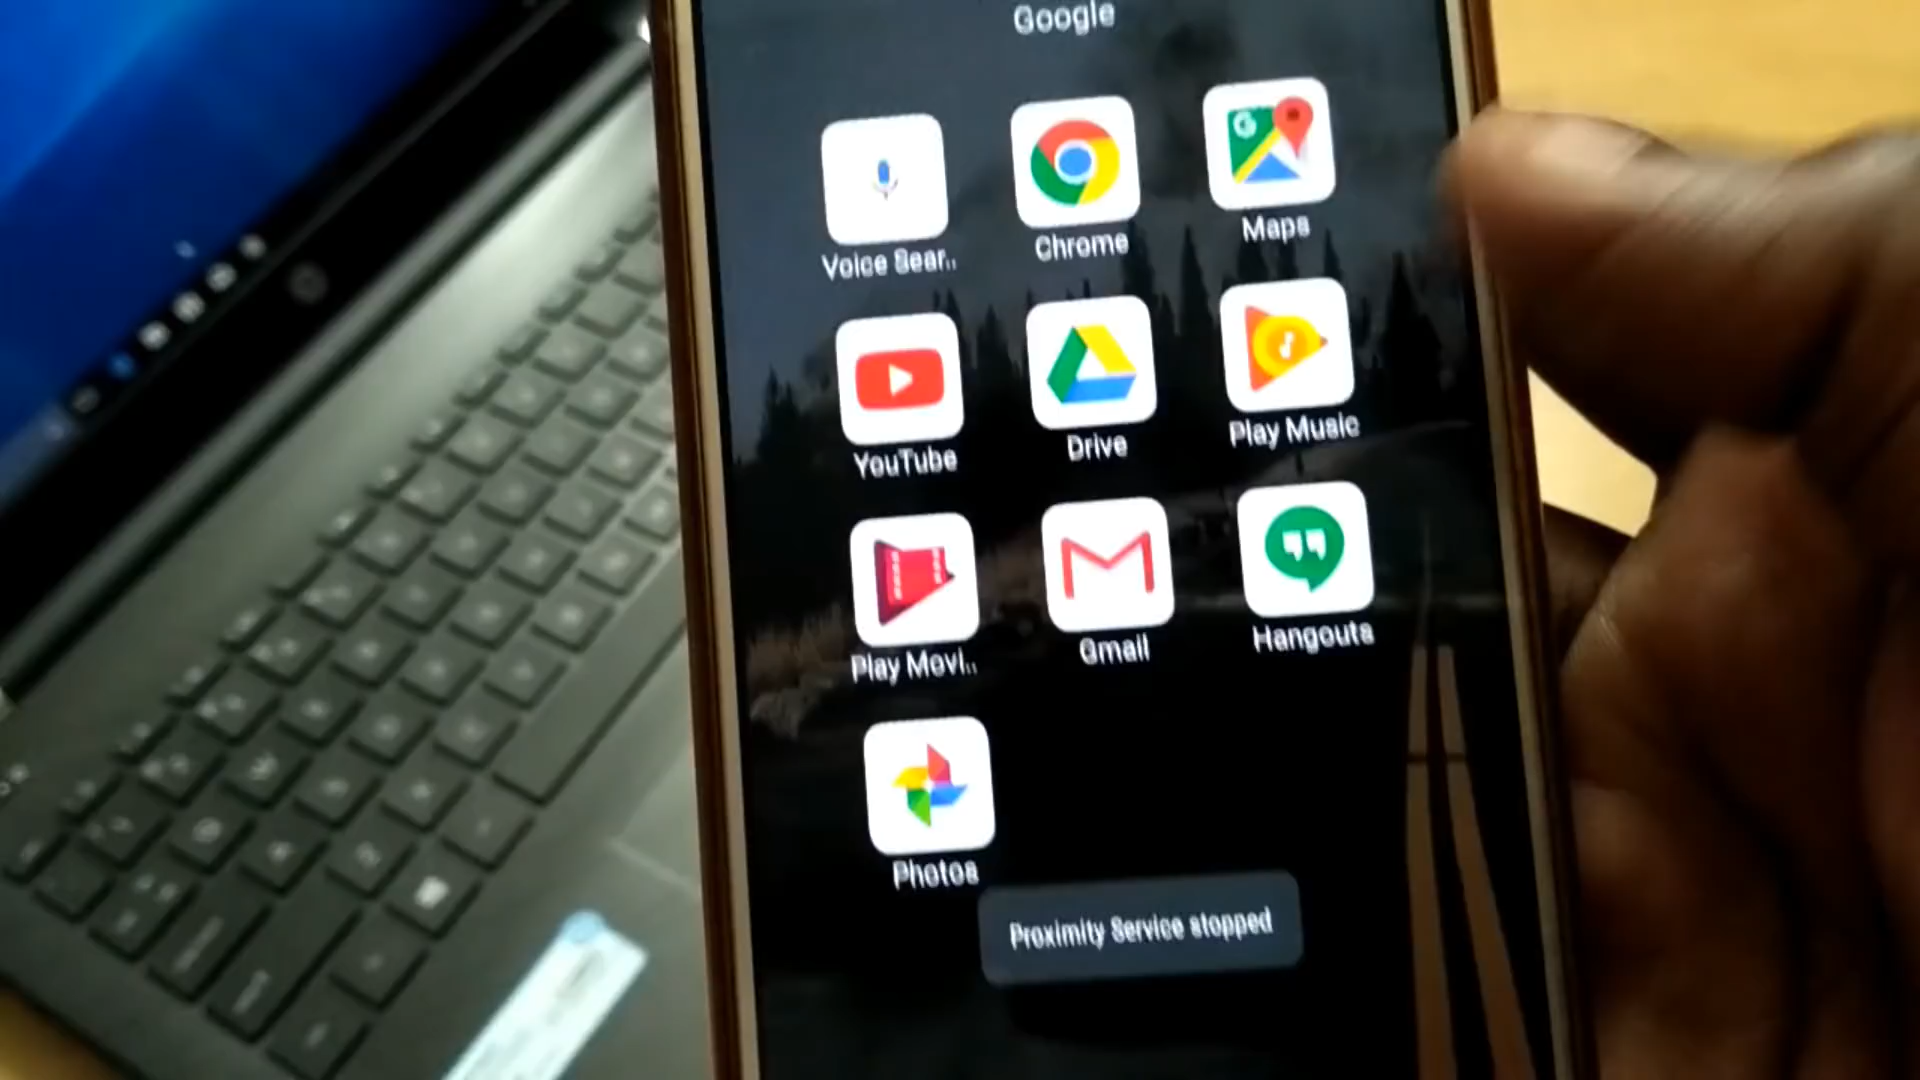 Google
Voice Sear..
Chrome
Maps
YouTube
Drive
Play Music
Play Movi..
Gmail
Hangouts
Photos
Proximity Service stopped